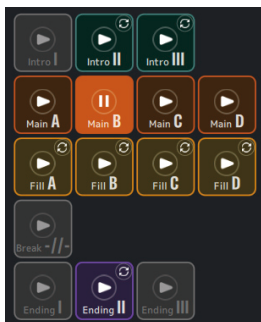 Intro I Intro II Intro III
Main A Main B Main C Main D
Fill A Fill B Fill C Fill D
Break -//-
Ending I Ending II Ending III